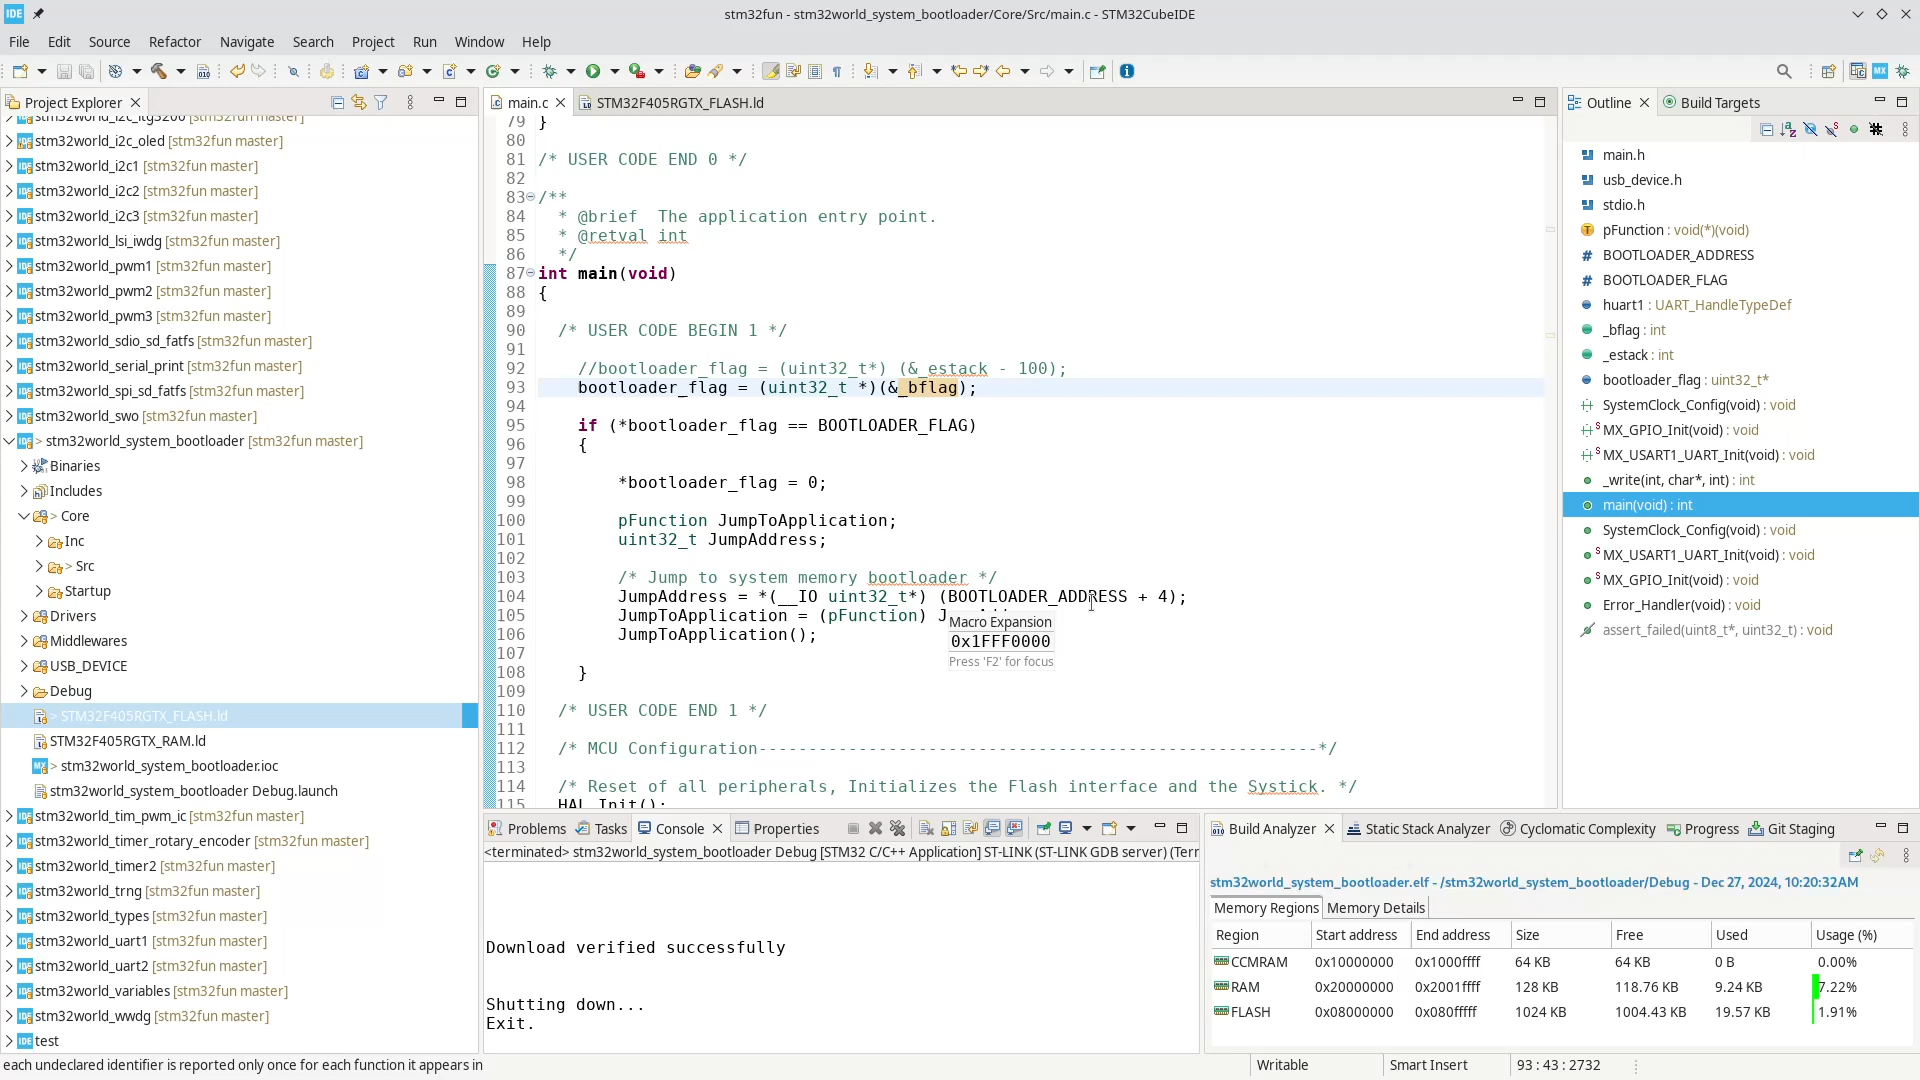 IDE
stm32fun - stm32world_system_bootloader/Core/Src/main.c - STM32CubeIDE
File Edit Source Refactor Navigate Search Project Run Window Help
Project Explorer
stm32world_i2c_itg3200 [stm32fun master]
stm32world_i2c_oled [stm32fun master]
stm32world_i2c1 [stm32fun master]
stm32world_i2c2 [stm32fun master]
stm32world_i2c3 [stm32fun master]
stm32world_lsi_iwdg [stm32fun master]
stm32world_pwm1 [stm32fun master]
stm32world_pwm2 [stm32fun master]
stm32world_pwm3 [stm32fun master]
stm32world_sdio_sd_fatfs [stm32fun master]
stm32world_serial_print [stm32fun master]
stm32world_spi_sd_fatfs [stm32fun master]
stm32world_swo [stm32fun master]
> stm32world_system_bootloader [stm32fun master]
Binaries
Includes
> Core
Inc
> Src
Startup
Drivers
Middlewares
USB_DEVICE
Debug
> STM32F405RGTX_FLASH.ld
STM32F405RGTX_RAM.ld
> stm32world_system_bootloader.ioc
stm32world_system_bootloader Debug.launch
stm32world_tim_pwm_ic [stm32fun master]
stm32world_timer_rotary_encoder [stm32fun master]
stm32world_timer2 [stm32fun master]
stm32world_trng [stm32fun master]
stm32world_types [stm32fun master]
stm32world_uart1 [stm32fun master]
stm32world_uart2 [stm32fun master]
stm32world_variables [stm32fun master]
stm32world_wwdg [stm32fun master]
test
main.c STM32F405RGTX_FLASH.ld
79 }
80
81 /* USER CODE END 0 */
82
83 /**
84 * @brief  The application entry point.
85 * @retval int
86 */
87 int main(void)
88 {
89
90 /* USER CODE BEGIN 1 */
91
92 //bootloader_flag = (uint32_t*) (&_estack - 100);
93 bootloader_flag = (uint32_t *)(&_bflag);
94
95 if (*bootloader_flag == BOOTLOADER_FLAG)
96 {
97
98 *bootloader_flag = 0;
99
100 pFunction JumpToApplication;
101 uint32_t JumpAddress;
102
103 /* Jump to system memory bootloader */
104 JumpAddress = *(__IO uint32_t*) (BOOTLOADER_ADDRESS + 4);
105 JumpToApplication = (pFunction)
106 JumpToApplication();
107
108 }
109
110 /* USER CODE END 1 */
111
112 /* MCU Configuration--------------------------------------------------------*/
113
114 /* Reset of all peripherals, Initializes the Flash interface and the Systick. */
115 HAL_Init();
Macro Expansion
0x1FFF0000
Press 'F2' for focus
Outline Build Targets
main.h
usb_device.h
stdio.h
pFunction : void(*)(void)
BOOTLOADER_ADDRESS
BOOTLOADER_FLAG
huart1 : UART_HandleTypeDef
_bflag : int
_estack : int
bootloader_flag : uint32_t*
SystemClock_Config(void) : void
MX_GPIO_Init(void) : void
MX_USART1_UART_Init(void) : void
_write(int, char*, int) : int
main(void) : int
SystemClock_Config(void) : void
MX_USART1_UART_Init(void) : void
MX_GPIO_Init(void) : void
Error_Handler(void) : void
assert_failed(uint8_t*, uint32_t) : void
Problems Tasks Console Properties
<terminated> stm32world_system_bootloader Debug [STM32 C/C++ Application] ST-LINK (ST-LINK GDB server) (Terr
Download verified successfully
Shutting down...
Exit.
Build Analyzer Static Stack Analyzer Cyclomatic Complexity Progress Git Staging
stm32world_system_bootloader.elf - /stm32world_system_bootloader/Debug - Dec 27, 2024, 10:20:32 AM
Memory Regions Memory Details
Region Start address End address Size Free Used Usage (%)
CCMRAM 0x10000000 0x1000ffff 64 KB 64 KB 0 B 0.00%
RAM 0x20000000 0x2001ffff 128 KB 118.76 KB 9.24 KB 7.22%
FLASH 0x08000000 0x080fffff 1024 KB 1004.43 KB 19.57 KB 1.91%
each undeclared identifier is reported only once for each function it appears in Writable Smart Insert 93 : 43 : 2732